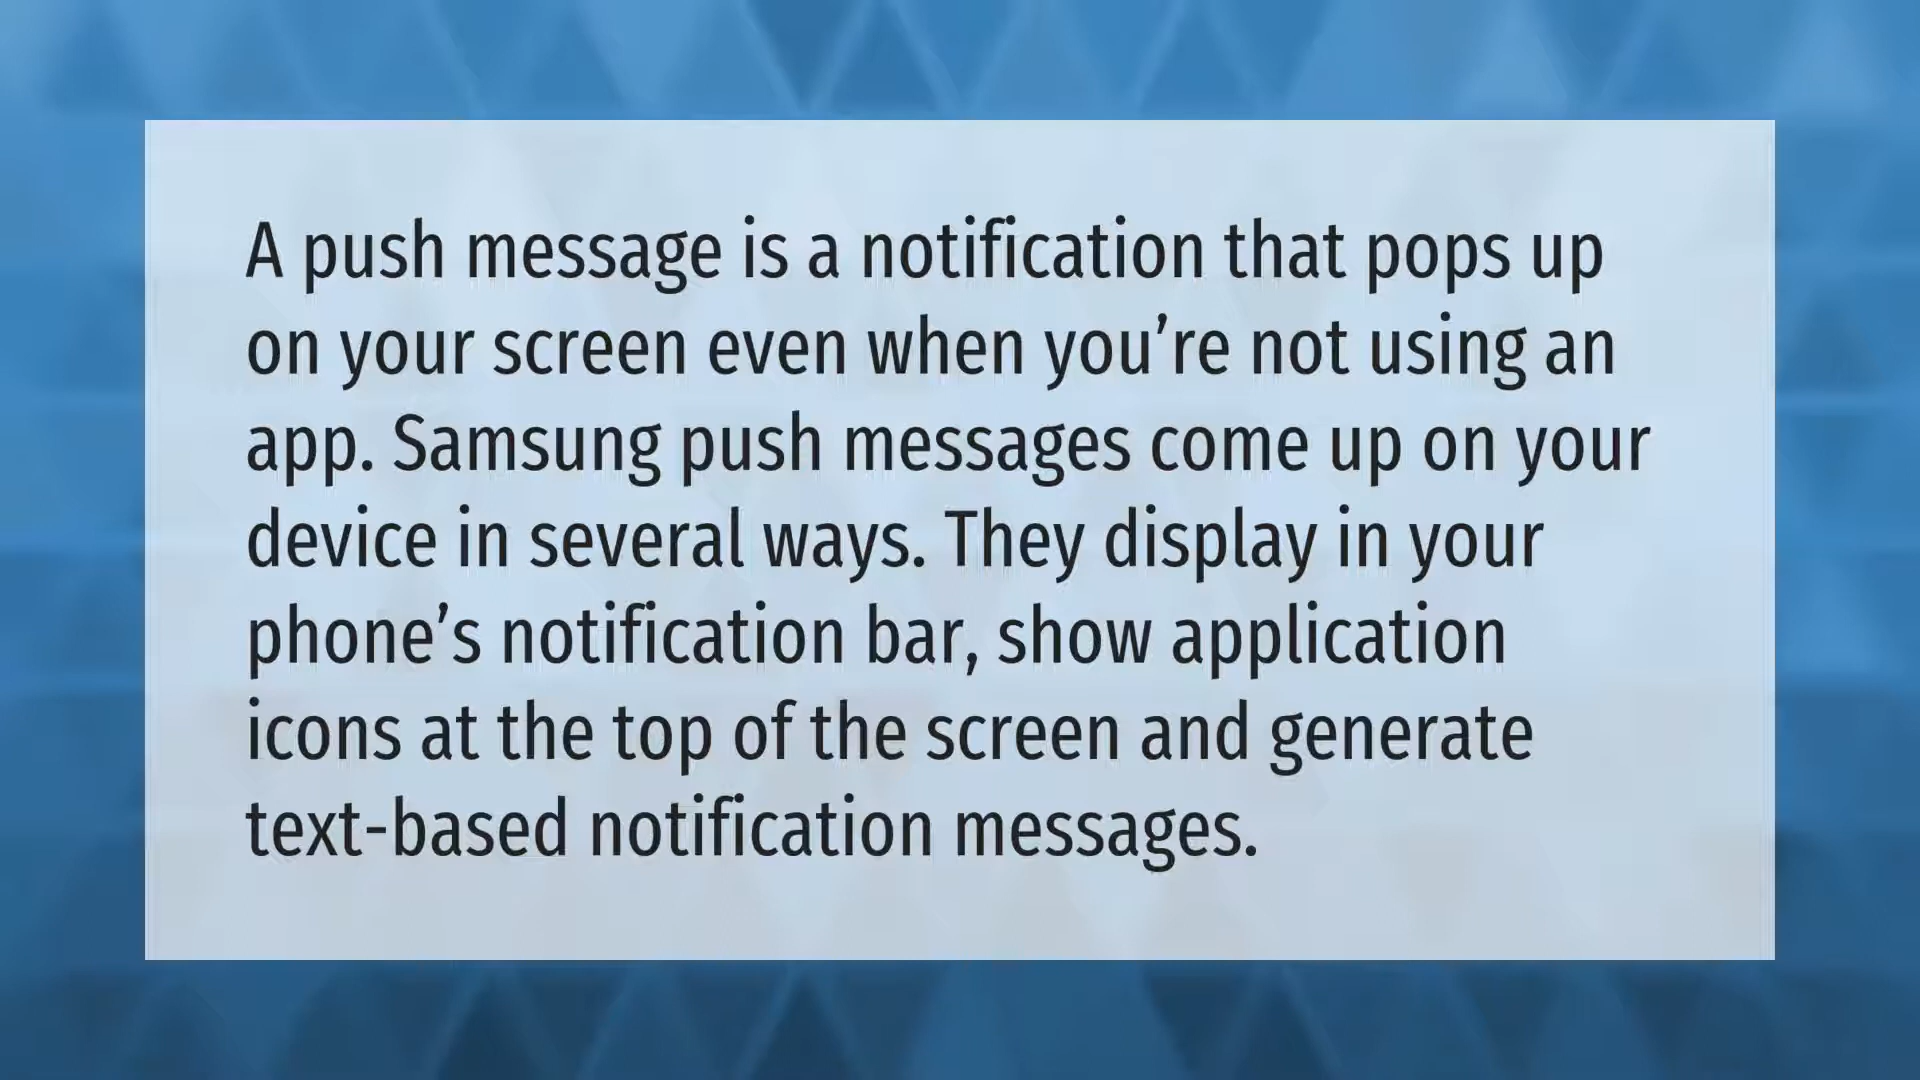 A push message is a notification that pops up
on your screen even when you’re not using an
app. Samsung push messages come up on your
device in several ways. They display in your
phone’s notification bar, show application
icons at the top of the screen and generate
text-based notification messages.